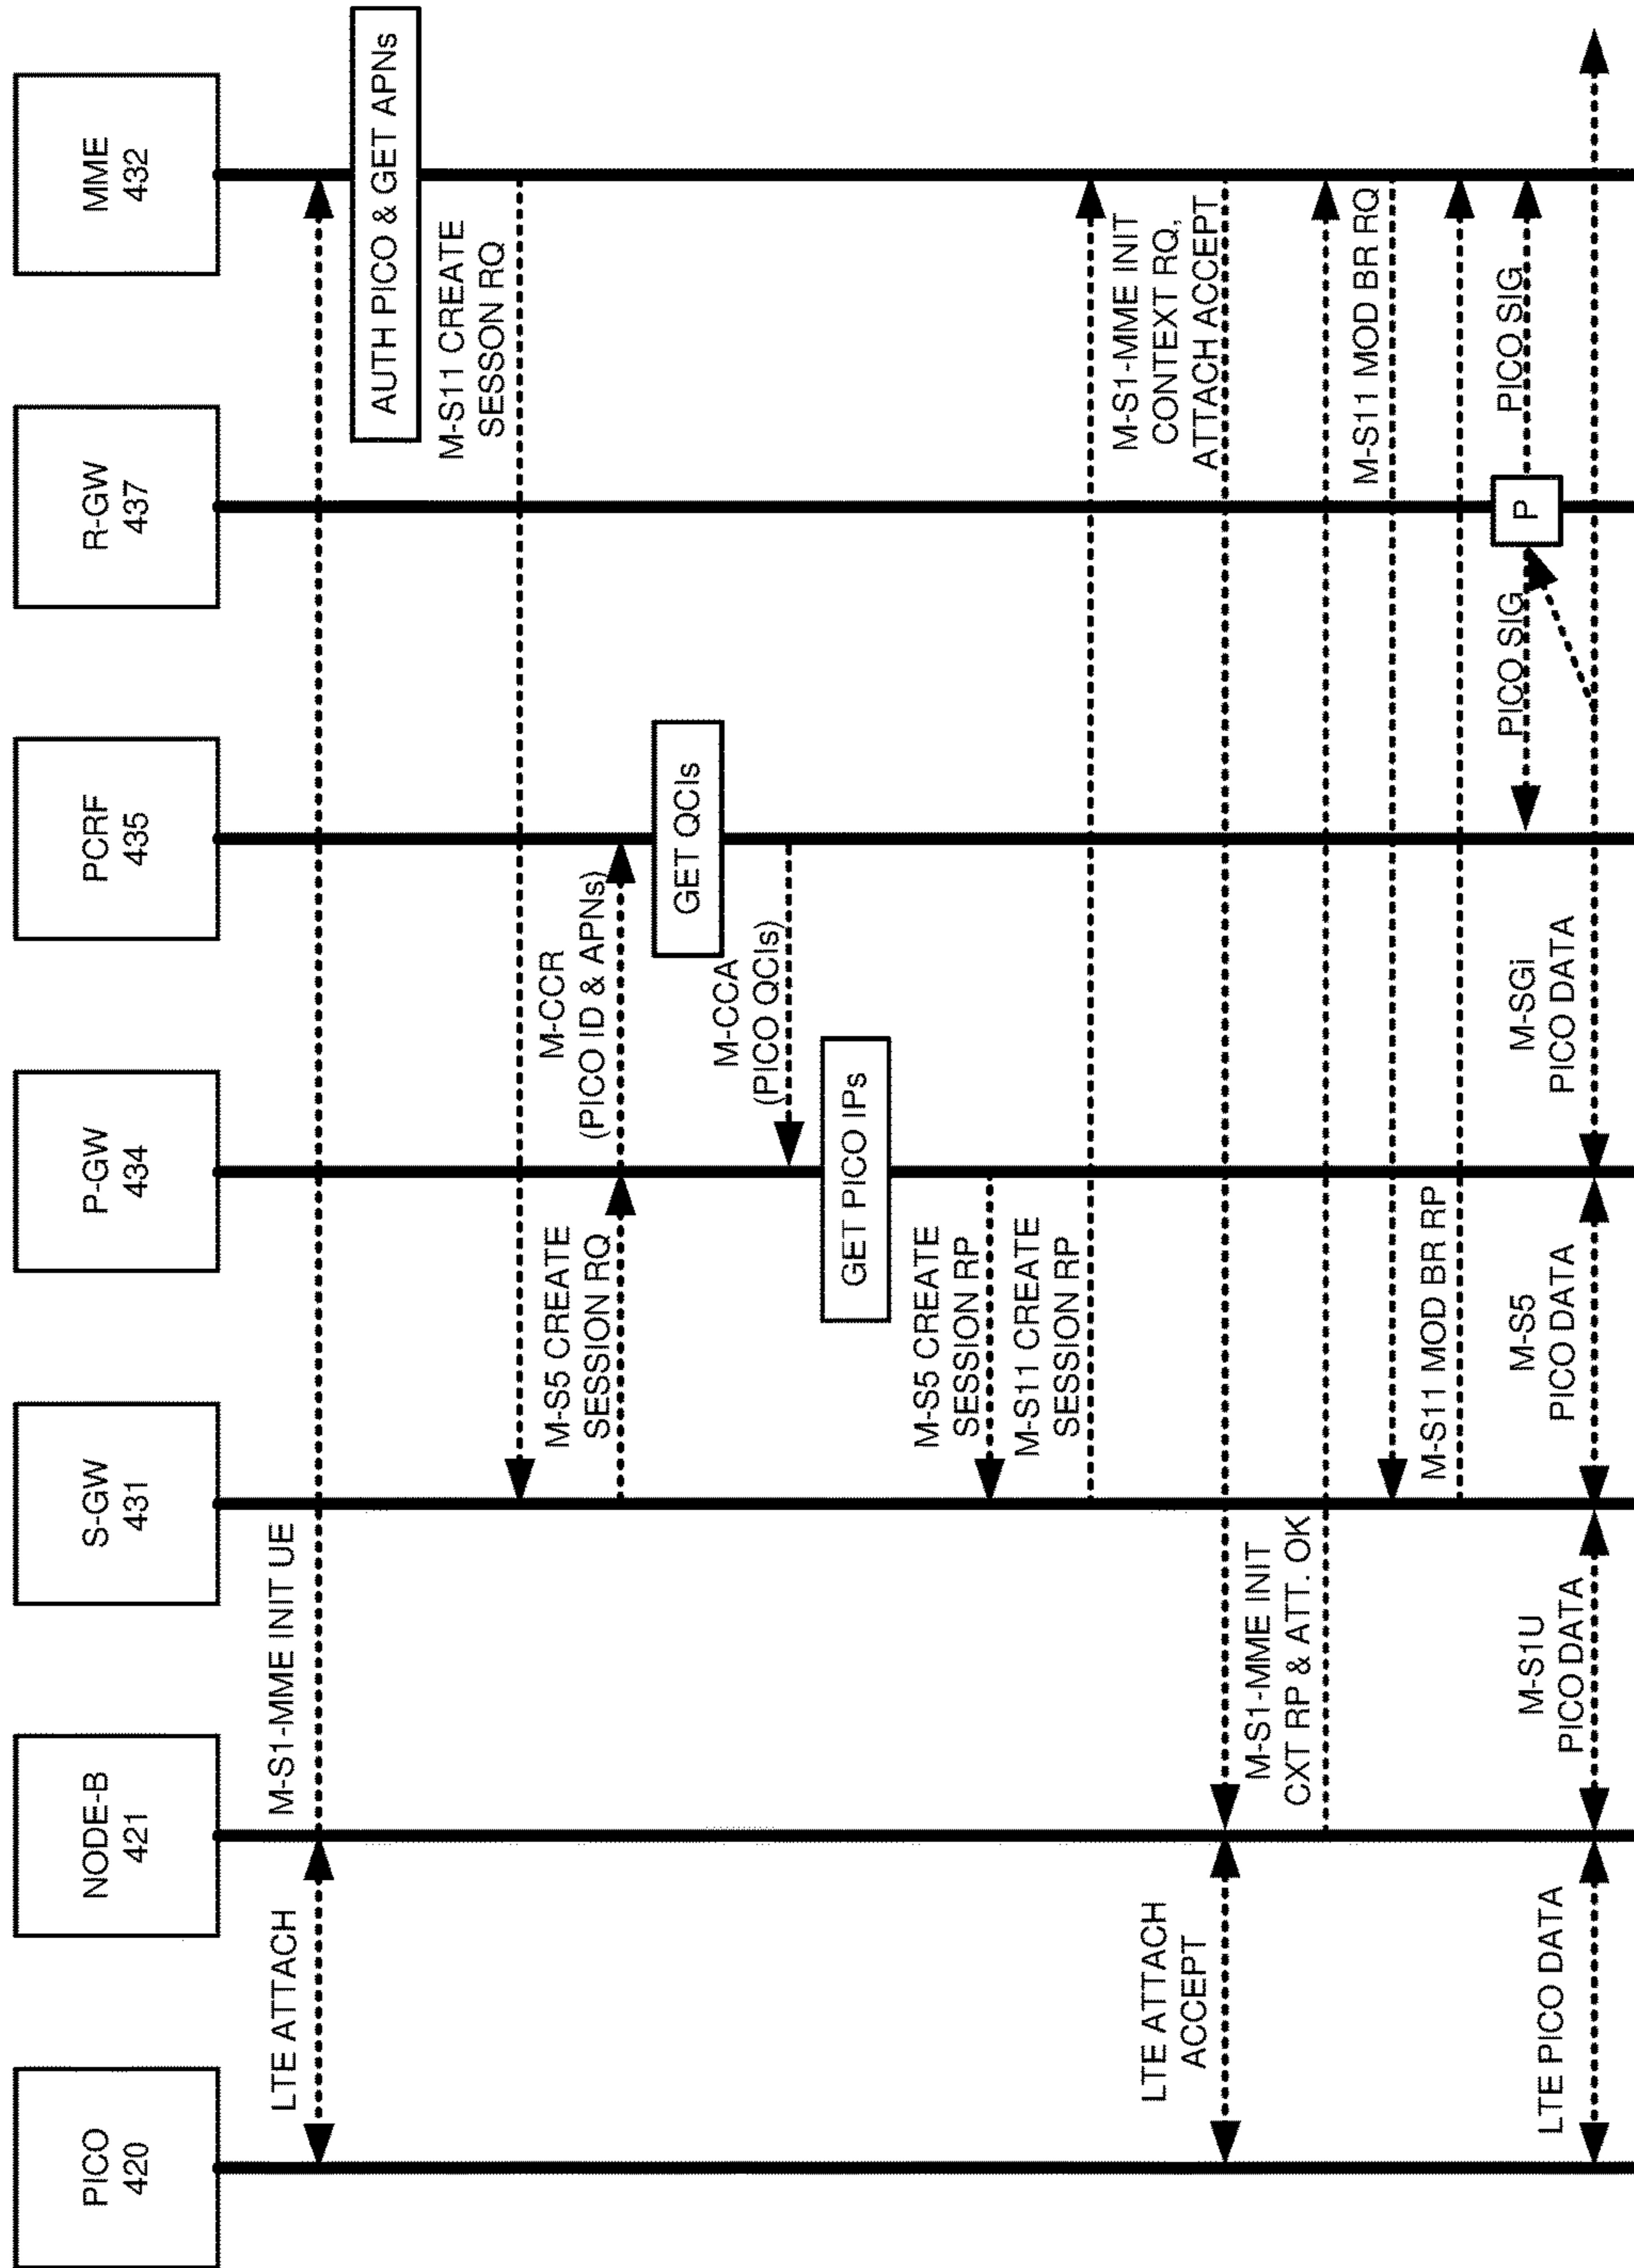 PICO
420
NODE-B
421
S-GW
431
P-GW
434
PCRF
435
R-GW
437
MME
432
LTE ATTACH
M-S1-MME INIT UE
AUTH PICO & GET APNs
M-S11 CREATE
SESSON RQ
M-S5 CREATE
SESSION RQ
M-CCR
(PICO ID & APNs)
GET QCIs
M-CCA
(PICO QCIs)
GET PICO IPs
M-S5 CREATE
SESSION RP
M-S11 CREATE
SESSION RP
M-S1-MME INIT
CONTEXT RQ,
ATTACH ACCEPT
LTE ATTACH
ACCEPT
M-S1-MME INIT
CXT RP & ATT. OK
M-S11 MOD BR RQ
M-S11 MOD BR RP
PICO SIG
P
PICO SIG
LTE PICO DATA
M-S1U
PICO DATA
M-S5
PICO DATA
M-SGi
PICO DATA